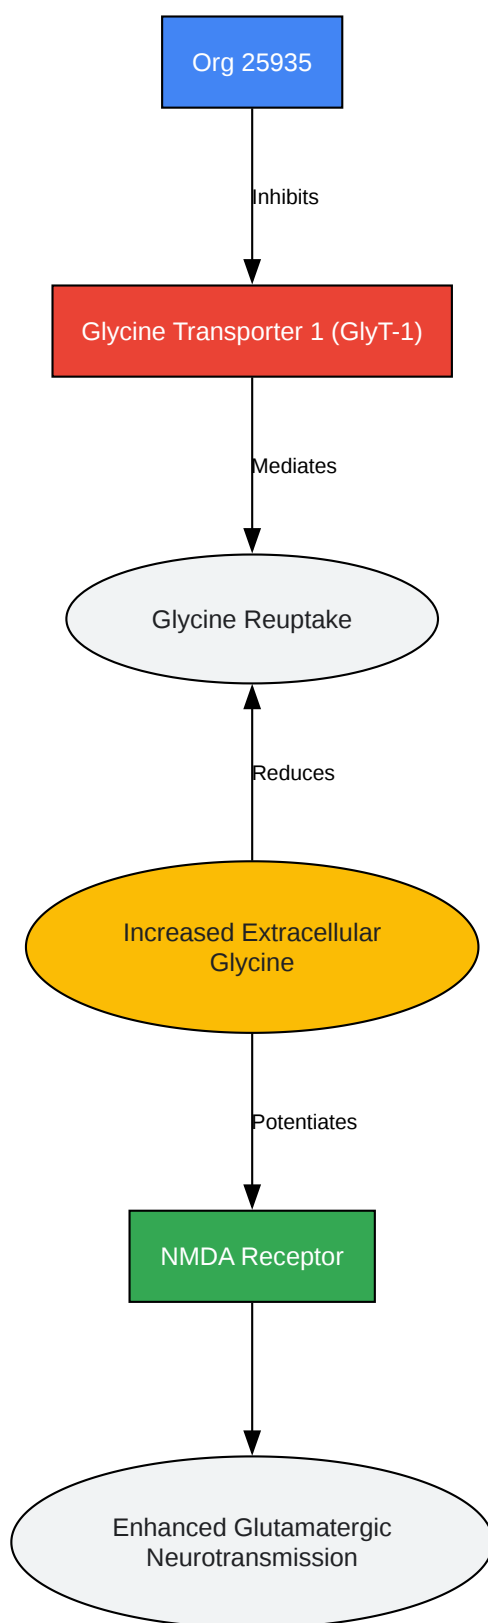 Org 25935
Inhibits
Glycine Transporter 1 (GlyT-1)
Mediates
Glycine Reuptake
Reduces
Increased Extracellular
Glycine
Potentiates
NMDA Receptor
Enhanced Glutamatergic
Neurotransmission